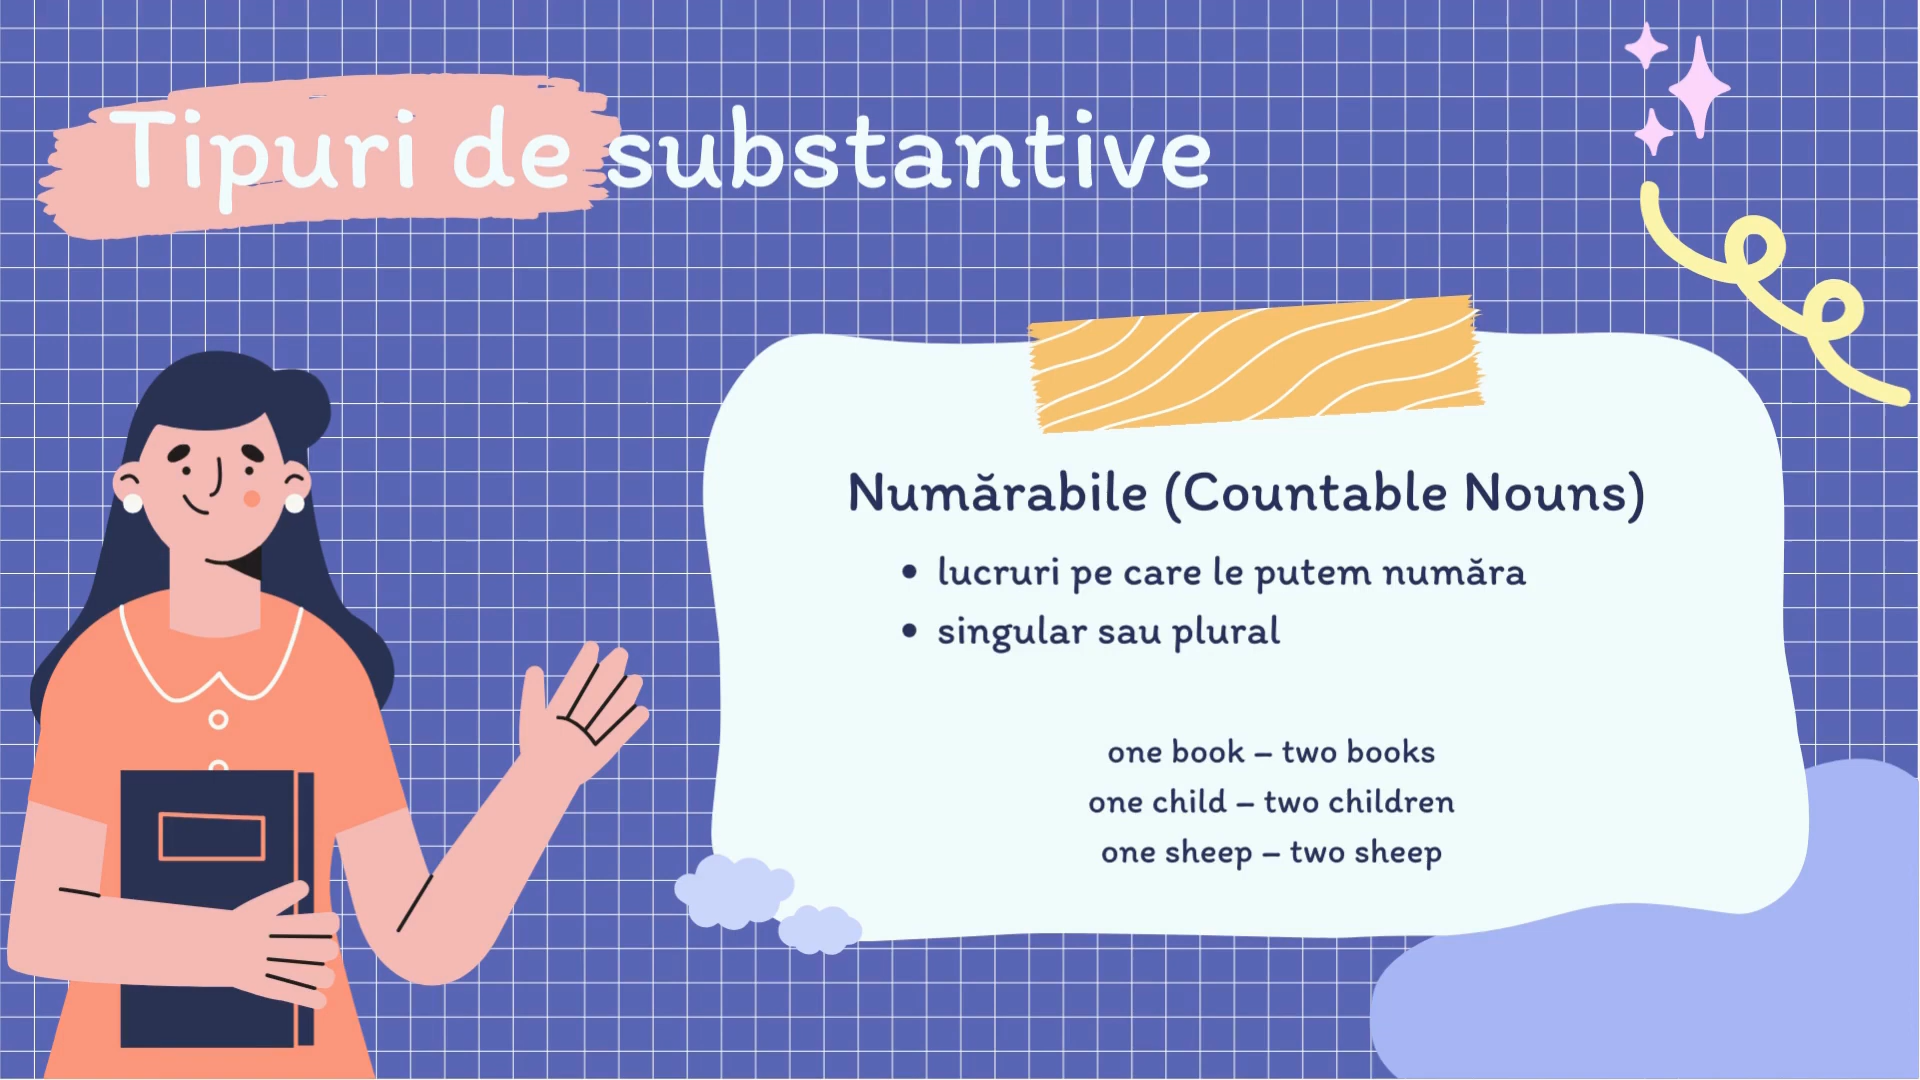 Tipuri de substantive
Numărabile (Countable Nouns)
• lucruri pe care le putem număra
• singular sau plural
one book – two books
one child – two children
one sheep – two sheep